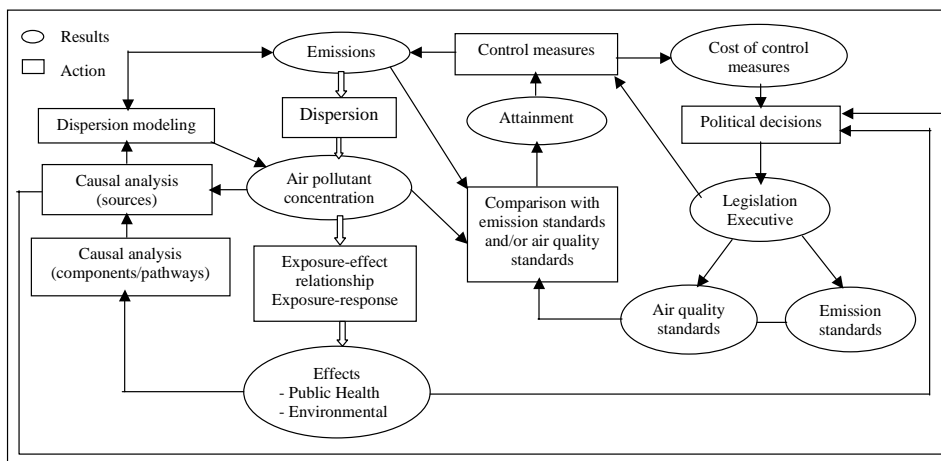 Results
Action
Emissions
Control measures
Cost of control
measures
Dispersion modeling
Dispersion
Attainment
Political decisions
Causal analysis
(sources)
Air pollutant
concentration
Comparison with
emission standards
and/or air quality
standards
Legislation
Executive
Causal analysis
(components/pathways)
Exposure-effect
relationship
Exposure-response
Air quality
standards
Emission
standards
Effects
- Public Health
- Environmental